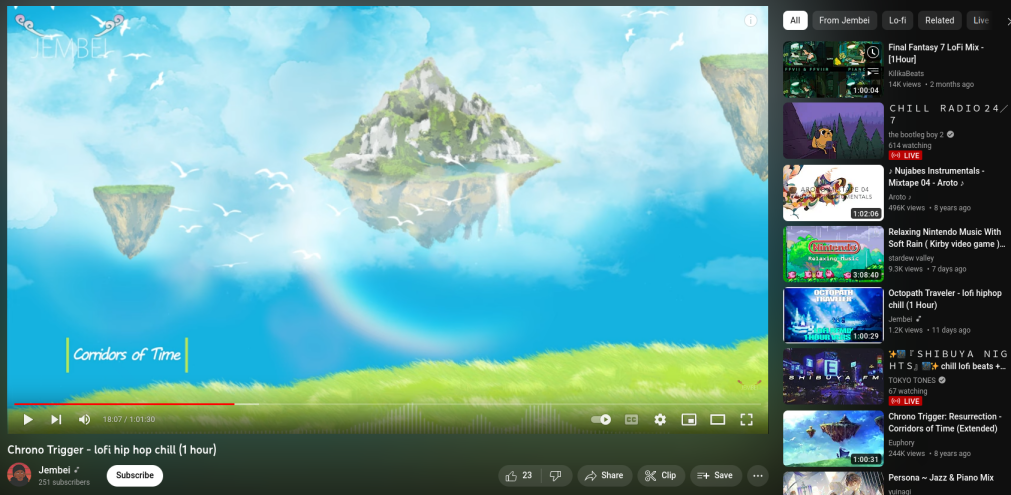 JEMBEI
Corridors of Time
18:07 / 1:01:30
CC
Chrono Trigger - lofi hip hop chill (1 hour)
Jembei
251 subscribers
Subscribe
23
Share
Clip
Save
All
From Jembei
Lo-fi
Related
Live
Final Fantasy 7 LoFi Mix -
[1Hour]
KilikaBeats
14K views • 2 months ago
1:00:04
ＣＨＩＬＬ ＲＡＤＩＯ ２４／
７
the bootleg boy 2
614 watching
LIVE
♪ Nujabes Instrumentals -
Mixtape 04 - Aroto ♪
Aroto ♪
496K views • 8 years ago
1:02:06
Relaxing Nintendo Music With
Soft Rain ( Kirby video game )...
stardew valley
9.3K views • 7 days ago
Nintendo
Relaxing Music
3:08:40
Octopath Traveler - lofi hiphop
chill (1 Hour)
Jembei
1.2K views • 11 days ago
OCTOPATH
TRAVELER
1:00:29
✨🌃『ＳＨＩＢＵＹＡ ＮＩＧ
ＨＴＳ』🌃✨ chill lofi beats +...
TOKYO TONES
67 watching
LIVE
SHIBUYA FM
Chrono Trigger: Resurrection -
Corridors of Time (Extended)
Euphory
244K views • 8 years ago
1:00:31
Persona ~ Jazz & Piano Mix
yuinagi